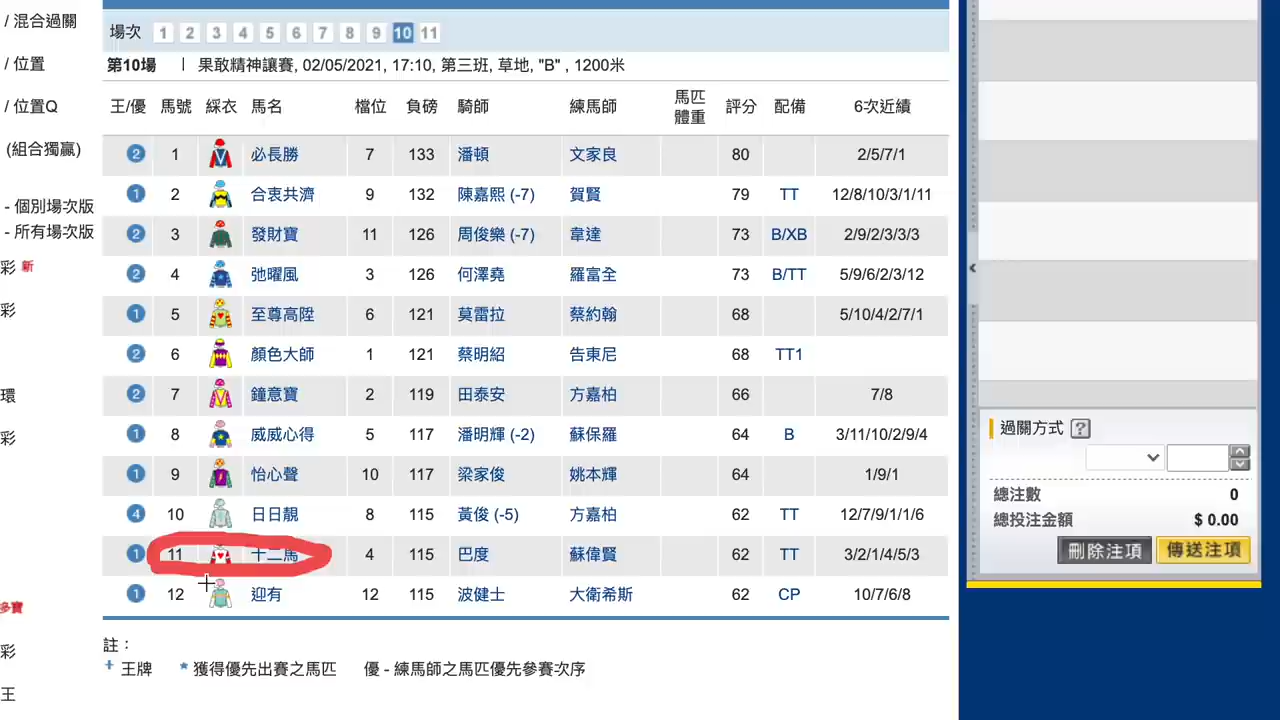 / 混合過關
/ 位置
/ 位置Q
(組合獨贏)
- 個別場次版
- 所有場次版
彩 新
彩
環
彩
多寶
彩
王
場次 1 2 3 4 5 6 7 8 9 10 11
第10場 | 果敢精神讓賽, 02/05/2021, 17:10, 第三班, 草地, "B" , 1200米
王/優 馬號 綵衣 馬名 檔位 負磅 騎師 練馬師 馬匹體重 評分 配備 6次近績
2 1 必長勝 7 133 潘頓 文家良 80 2/5/7/1
1 2 合衷共濟 9 132 陳嘉熙 (-7) 賀賢 79 TT 12/8/10/3/1/11
2 3 發財寶 11 126 周俊樂 (-7) 韋達 73 B/XB 2/9/2/3/3/3
2 4 弛曜風 3 126 何澤堯 羅富全 73 B/TT 5/9/6/2/3/12
1 5 至尊高陞 6 121 莫雷拉 蔡約翰 68 5/10/4/2/7/1
2 6 顏色大師 1 121 蔡明紹 告東尼 68 TT1
2 7 鐘意寶 2 119 田泰安 方嘉柏 66 7/8
1 8 威威心得 5 117 潘明輝 (-2) 蘇保羅 64 B 3/11/10/2/9/4
1 9 怡心聲 10 117 梁家俊 姚本輝 64 1/9/1
4 10 日日靚 8 115 黃俊 (-5) 方嘉柏 62 TT 12/7/9/1/1/6
1 11 十二馬 4 115 巴度 蘇偉賢 62 TT 3/2/1/4/5/3
1 12 迎有 12 115 波健士 大衛希斯 62 CP 10/7/6/8
註：
+ 王牌 * 獲得優先出賽之馬匹 優 - 練馬師之馬匹優先參賽次序
過關方式 ?
總注數 0
總投注金額 $ 0.00
刪除注項 傳送注項